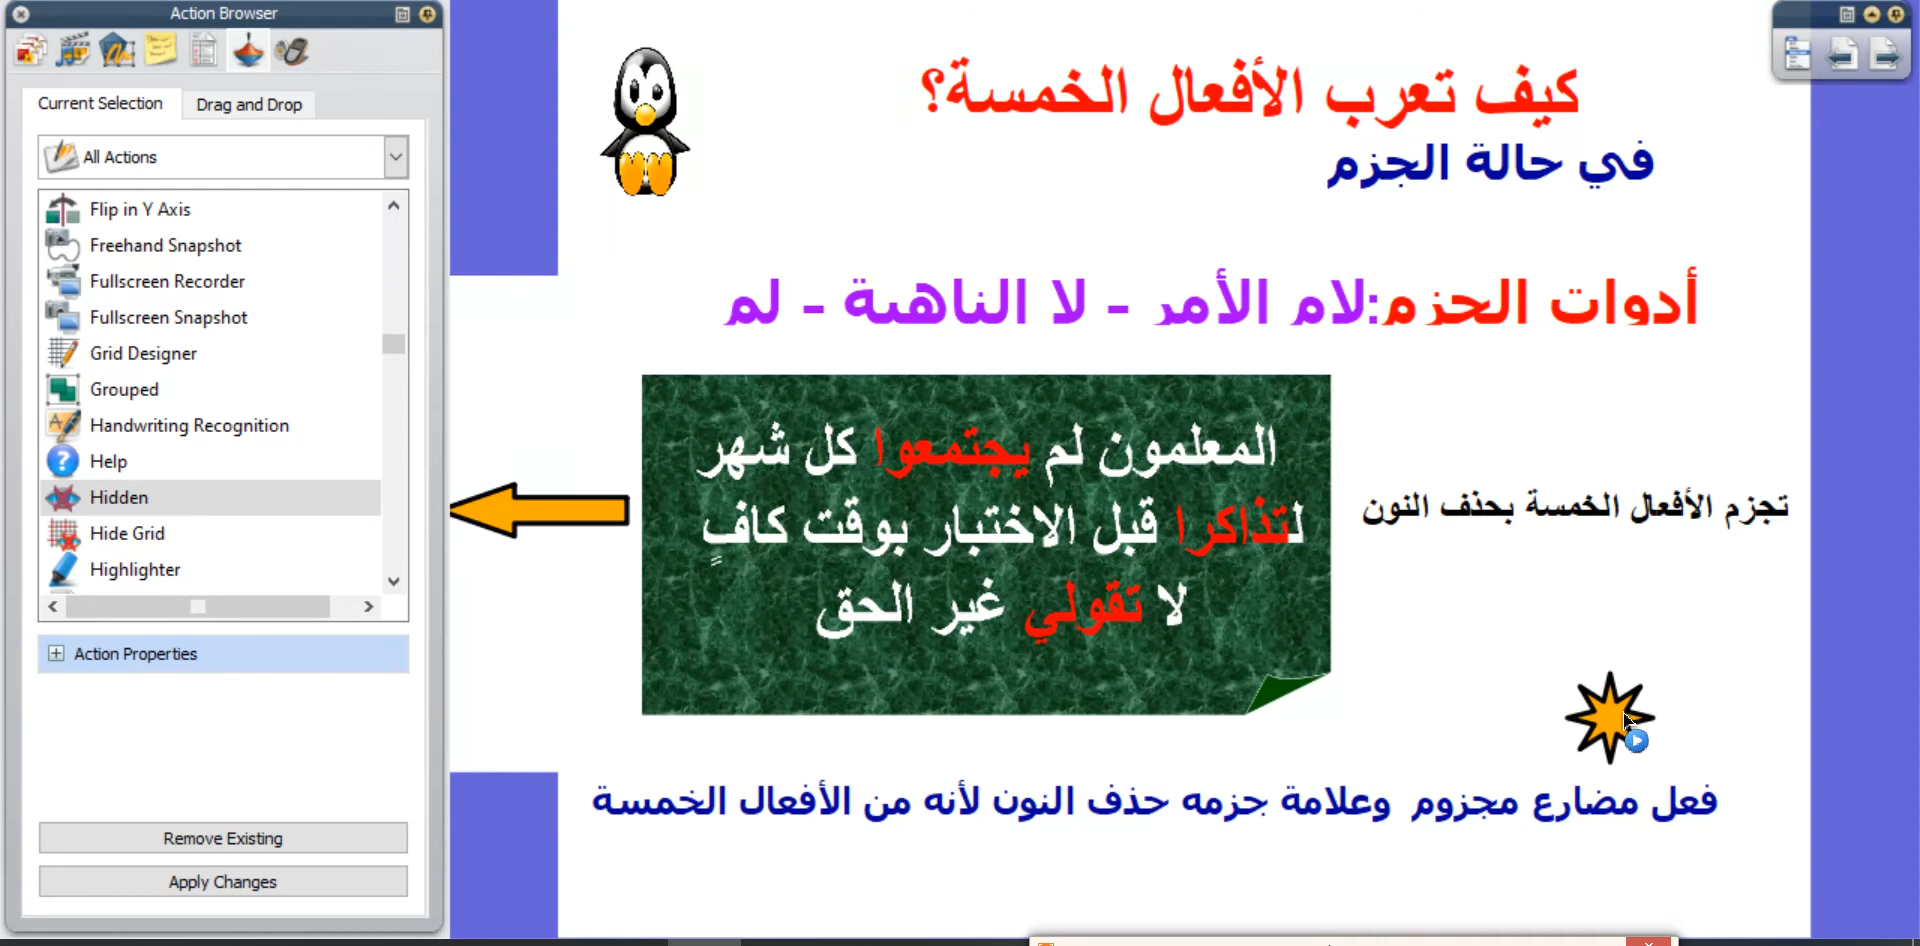 Action Browser
Current Selection
Drag and Drop
All Actions
Flip in Y Axis
Freehand Snapshot
Fullscreen Recorder
Fullscreen Snapshot
Grid Designer
Grouped
Handwriting Recognition
Help
Hidden
Hide Grid
Highlighter
Action Properties
Remove Existing
Apply Changes
كيف تعرب الأفعال الخمسة؟
في حالة الجزم
أدوات الجزم:لام الأمر - لا الناهية - لم
المعلمون لم يجتمعوا كل شهر
لتذاكرا قبل الاختبار بوقت كافٍ
لا تقولي غير الحق
تجزم الأفعال الخمسة بحذف النون
فعل مضارع مجزوم وعلامة جزمه حذف النون لأنه من الأفعال الخمسة